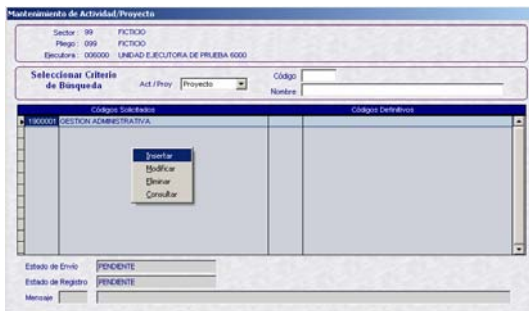 Mantenimiento de Actividad/Proyecto
Sector: 99 FICTICIO
Pliego: 099 FICTICIO
Ejecutora: 006000 UNIDAD EJECUTORA DE PRUEBA 6000
Seleccionar Criterio de Búsqueda
Act./Proy Proyecto
Código
Nombre
Códigos Solicitados Códigos Definitivos
1900001 GESTION ADMINISTRATIVA
Insertar
Modificar
Eliminar
Consultar
Estado de Envío PENDIENTE
Estado de Registro PENDIENTE
Mensaje